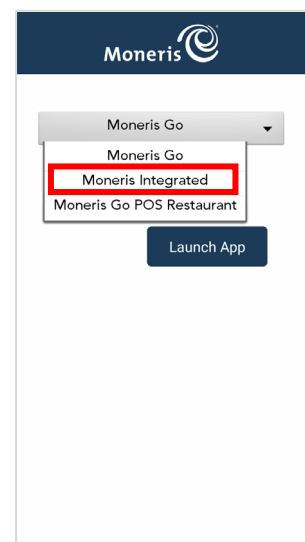 Moneris
Moneris Go
Moneris Go
Moneris Integrated
Moneris Go POS Restaurant
Launch App